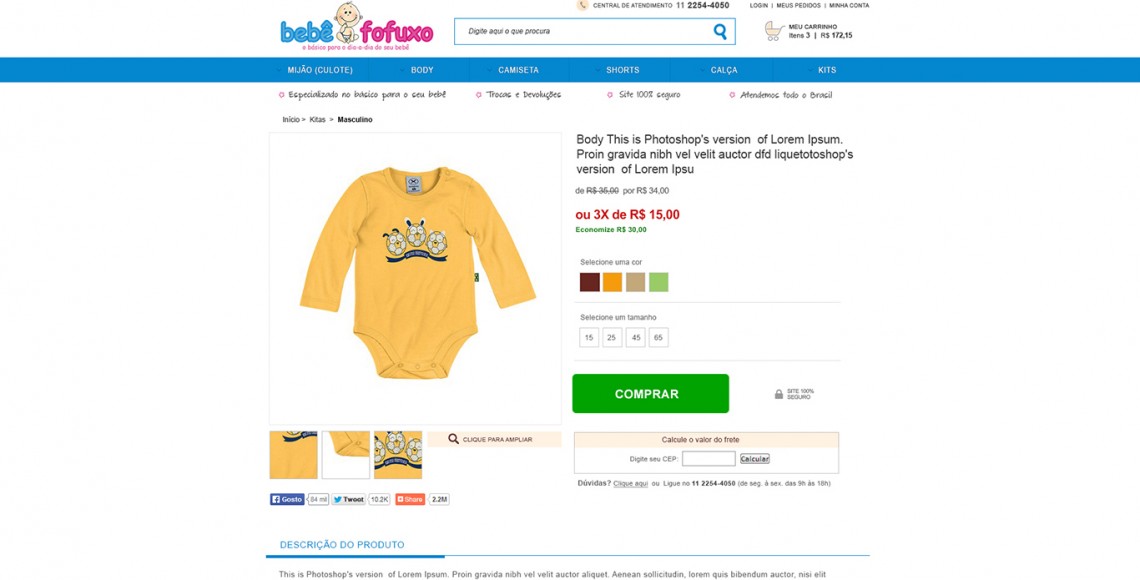 CENTRAL DE ATENDIMENTO 11 2254-4050
LOGIN | MEUS PEDIDOS | MINHA CONTA
bebê fofuxo
o básico para o dia-a-dia do seu bebê
Digite aqui o que procura
MEU CARRINHO
Itens 3 | R$ 172,15
MIJÃO (CULOTE) BODY CAMISETA SHORTS CALÇA KITS
Especializado no básico para o seu bebê Trocas e Devoluções Site 100% seguro Atendemos todo o Brasil
Início > Kitas > Masculino
Body This is Photoshop's version of Lorem Ipsum.
Proin gravida nibh vel velit auctor dfd liquetotoshop's
version of Lorem Ipsu
de R$ 35,00 por R$ 34,00
ou 3X de R$ 15,00
Economize R$ 30,00
Selecione uma cor
Selecione um tamanho
15 25 45 65
COMPRAR
SITE 100%
SEGURO
CLIQUE PARA AMPLIAR
Calcule o valor do frete
Digite seu CEP: Calcular
Dúvidas? Clique aqui ou Ligue no 11 2254-4050 (de seg. à sex. das 9h às 18h)
Gosto 84 mil Tweet 10.2K Share 2.2M
DESCRIÇÃO DO PRODUTO
This is Photoshop's version of Lorem Ipsum. Proin gravida nibh vel velit auctor aliquet. Aenean sollicitudin, lorem quis bibendum auctor, nisi elit